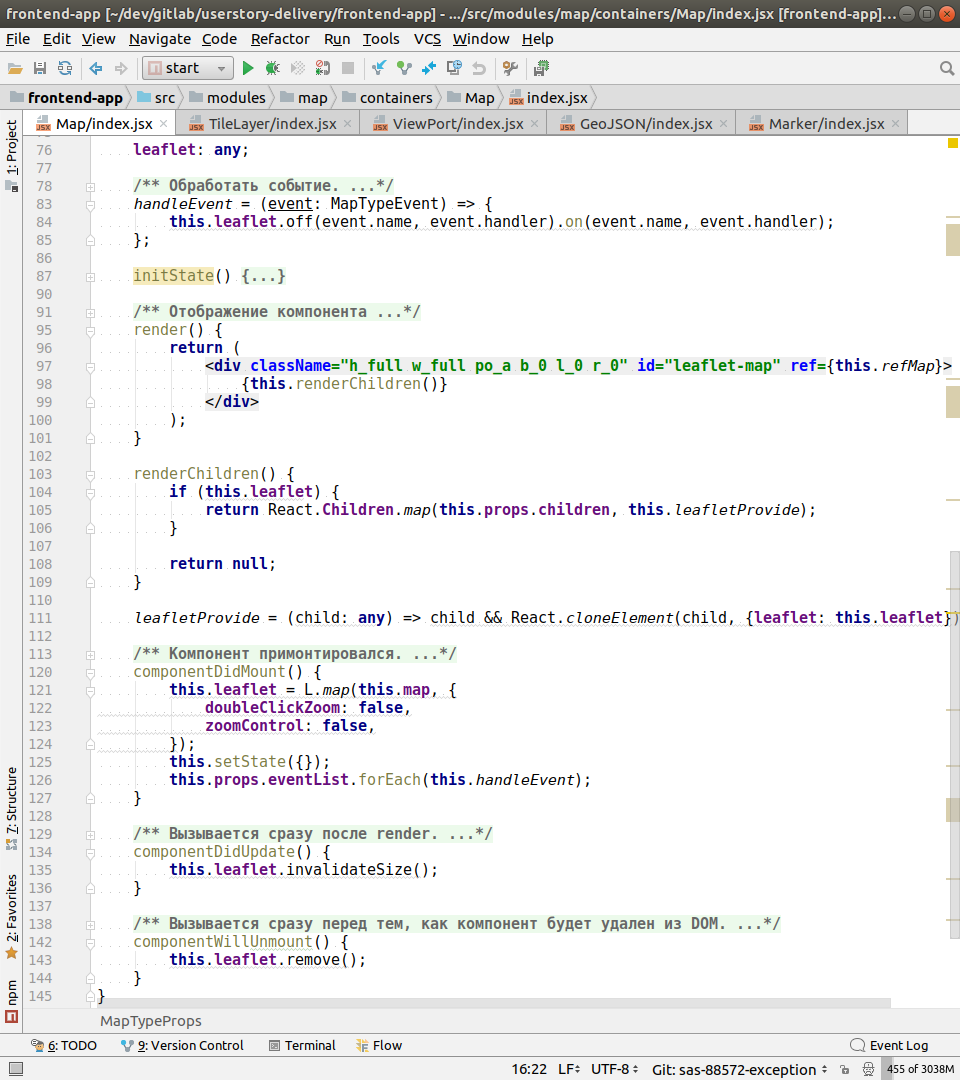 frontend-app [~/dev/gitlab/userstory-delivery/frontend-app] - .../src/modules/map/containers/Map/index.jsx [frontend-app]...
File Edit View Navigate Code Refactor Run Tools VCS Window Help
start
frontend-app src modules map containers Map index.jsx
Map/index.jsx TileLayer/index.jsx ViewPort/index.jsx GeoJSON/index.jsx Marker/index.jsx
1: Project
7: Structure
2: Favorites
npm
76 leaflet: any;
77
78 /** Обработать событие. ...*/
83 handleEvent = (event: MapTypeEvent) => {
84 this.leaflet.off(event.name, event.handler).on(event.name, event.handler);
85 };
86
87 initState() {...}
90
91 /** Отображение компонента ...*/
95 render() {
96 return (
97 <div className="h_full w_full po_a b_0 l_0 r_0" id="leaflet-map" ref={this.refMap}>
98 {this.renderChildren()}
99 </div>
100 );
101 }
102
103 renderChildren() {
104 if (this.leaflet) {
105 return React.Children.map(this.props.children, this.leafletProvide);
106 }
107
108 return null;
109 }
110
111 leafletProvide = (child: any) => child && React.cloneElement(child, {leaflet: this.leaflet})
112
113 /** Компонент примонтировался. ...*/
120 componentDidMount() {
121 this.leaflet = L.map(this.map, {
122 doubleClickZoom: false,
123 zoomControl: false,
124 });
125 this.setState({});
126 this.props.eventList.forEach(this.handleEvent);
127 }
128
129 /** Вызывается сразу после render. ...*/
134 componentDidUpdate() {
135 this.leaflet.invalidateSize();
136 }
137
138 /** Вызывается сразу перед тем, как компонент будет удален из DOM. ...*/
142 componentWillUnmount() {
143 this.leaflet.remove();
144 }
145 }
MapTypeProps
6: TODO 9: Version Control Terminal Flow Event Log
16:22 LF UTF-8 Git: sas-88572-exception 455 of 3038M